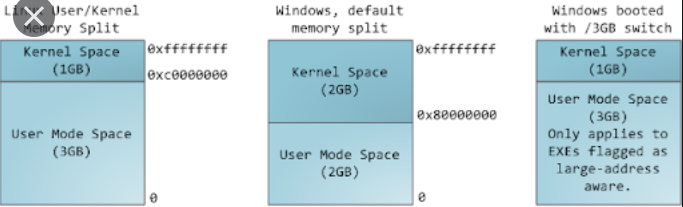 User/Kernel
Memory Split
Kernel Space
(1GB)
User Mode Space
(3GB)
0xffffffff
0xc0000000
0
Windows, default
memory split
Kernel Space
(2GB)
User Mode Space
(2GB)
0xffffffff
0x80000000
0
Windows booted
with /3GB switch
Kernel Space
(1GB)
User Mode Space
(3GB)
Only applies to
EXEs flagged as
large-address
aware.